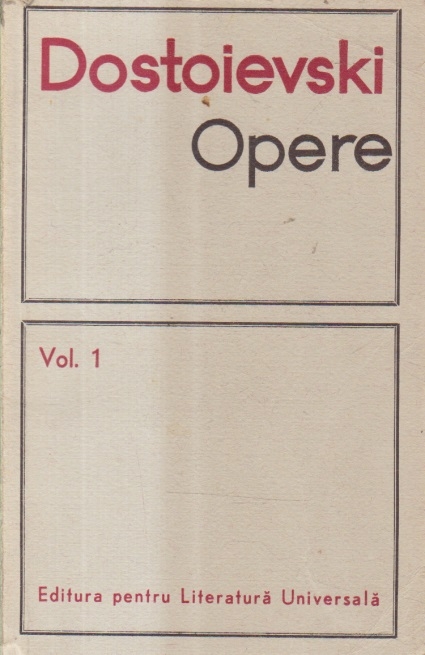 Dostoievski
Opere
Vol. 1
Editura pentru Literatură Universală